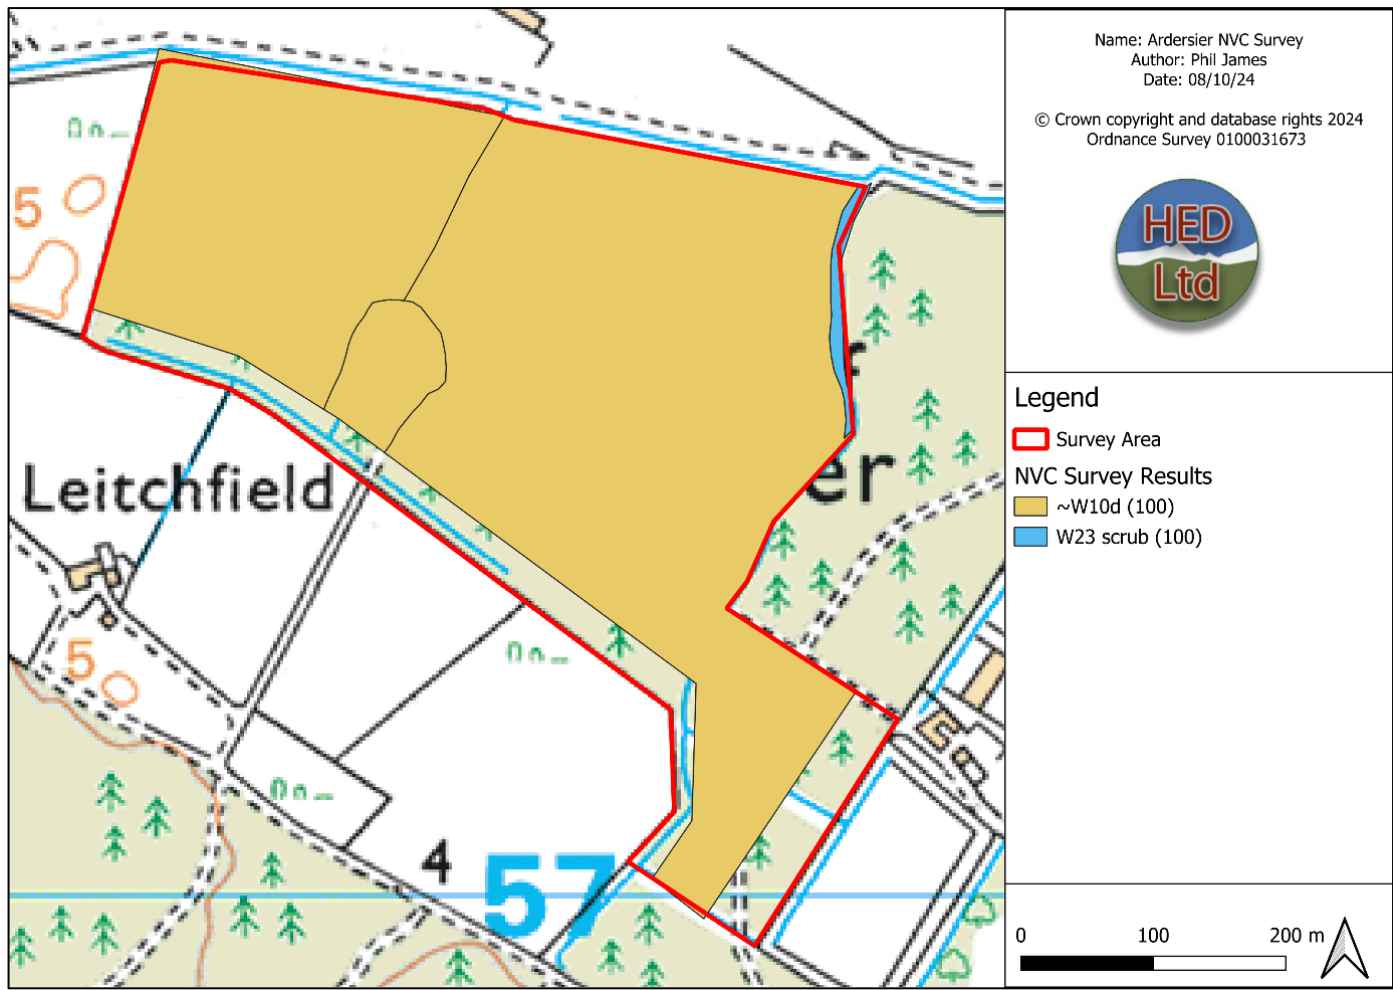 Name: Ardersier NVC Survey
Author: Phil James
Date: 08/10/24
© Crown copyright and database rights 2024
Ordnance Survey 0100031673
HED
Ltd
Legend
Survey Area
NVC Survey Results
~W10d (100)
W23 scrub (100)
0 100 200 m
5
er
Leitchfield
5
4
57